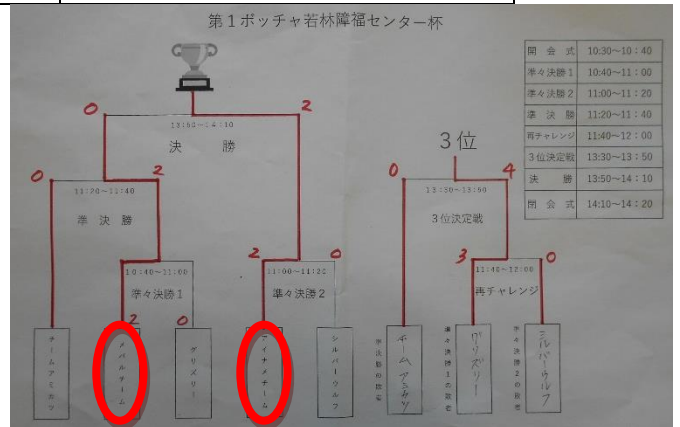 第1ボッチャ若林障福センター杯
開会式 10:30~10:40
準々決勝1 10:40~11:00
準々決勝2 11:00~11:20
準決勝 11:20~11:40
再チャレンジ 11:40~12:00
3位決定戦 13:30~13:50
決勝 13:50~14:10
閉会式 14:10~14:20
0 2
13:50~14:10
決勝
3位
0 2
11:20~11:40
準決勝
0 4
13:30~13:50
3位決定戦
10:40~11:00
準々決勝1
2 0
2 0
11:00~11:20
準々決勝2
3 0
11:40~12:00
再チャレンジ
チームアミカツ
メバルチーム
グリズリー
アイナメチーム
シルバーウルフ
準決勝の敗者
チームアミカツ
準々決勝1の敗者
グリズリー
準々決勝2の敗者
シルバーウルフ